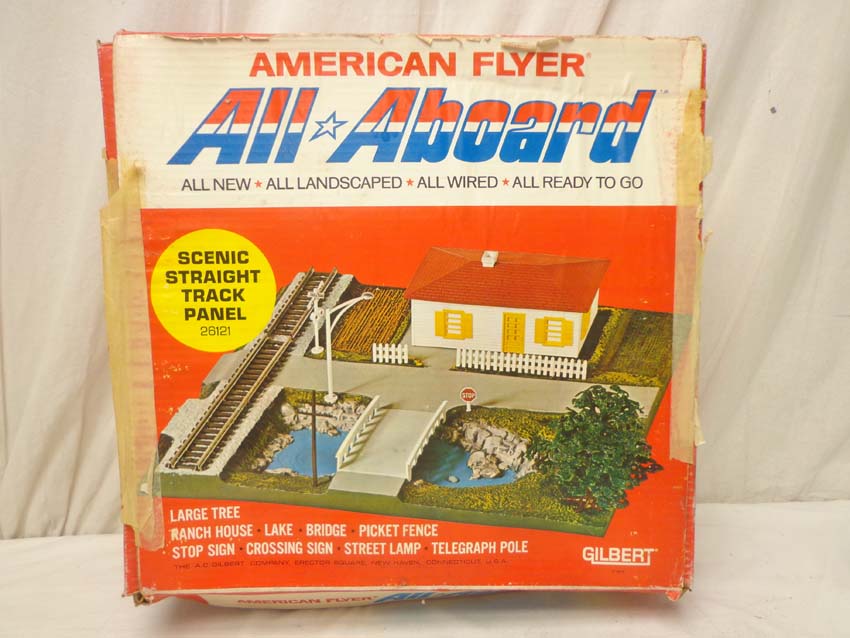 AMERICAN FLYER®
All ☆ Aboard™
ALL NEW ★ ALL LANDSCAPED ★ ALL WIRED ★ ALL READY TO GO
SCENIC
STRAIGHT
TRACK
PANEL
26121
STOP
LARGE TREE
RANCH HOUSE · LAKE · BRIDGE · PICKET FENCE
STOP SIGN · CROSSING SIGN · STREET LAMP · TELEGRAPH POLE
THE A.C. GILBERT COMPANY, ERECTOR SQUARE, NEW HAVEN, CONNECTICUT, U.S.A.
GILBERT®
AMERICAN FLYER®
All Aboard